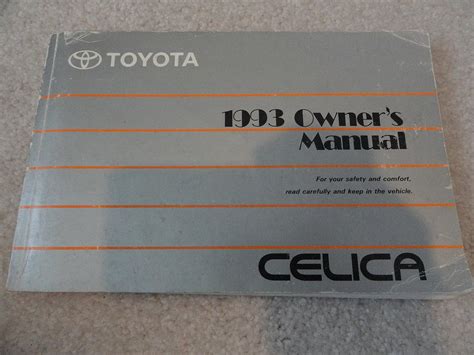 TOYOTA
1993 Owner's
Manual
For your safety and comfort,
read carefully and keep in the vehicle.
CELICA